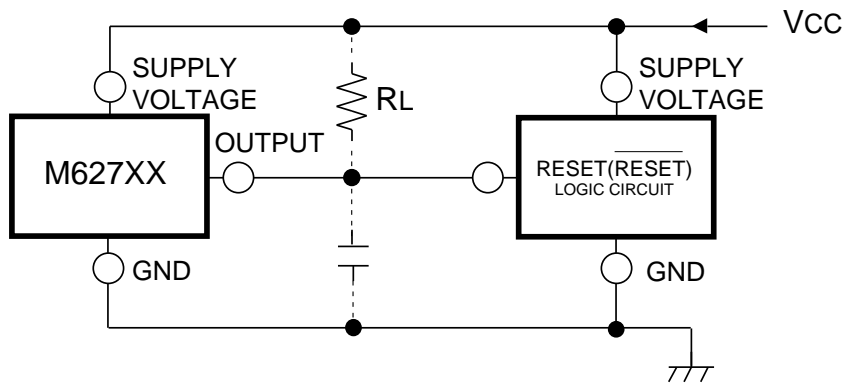 VCC
SUPPLY
VOLTAGE
RL
SUPPLY
VOLTAGE
M627XX
OUTPUT
RESET(RESET)
LOGIC CIRCUIT
GND
GND